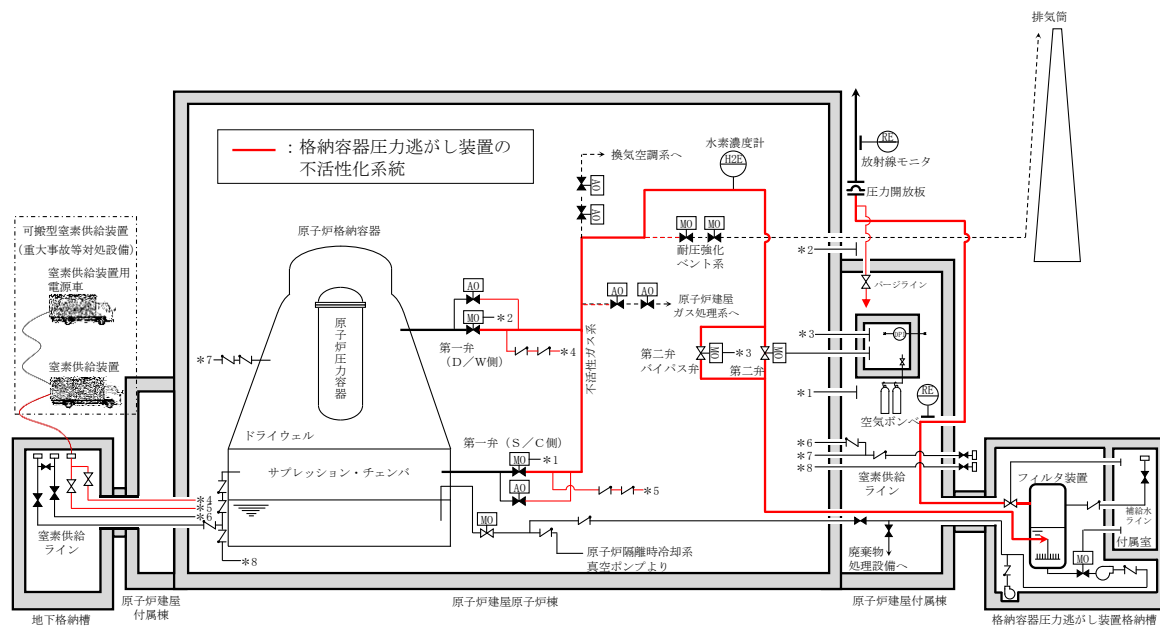 排気筒
━━ : 格納容器圧力逃がし装置の
不活性化系統
換気空調系へ
AO
AO
水素濃度計
H2E
RE
放射線モニタ
圧力開放板
可搬型窒素供給装置
(重大事故等対処設備)
窒素供給装置用
電源車
窒素供給装置
原子炉格納容器
原子炉圧力容器
AO
MO
*2
第一弁
(D/W側)
*4
*7
ドライウェル
サプレッション・チェンバ
第一弁(S/C側)
MO
*1
AO
*5
不活性ガス系
MO
MO
耐圧強化
ベント系
AO
AO
原子炉建屋
ガス処理系へ
第二弁
バイパス弁
MO
*3
第二弁
MO
*2
パージライン
*3
DPI
*1
空気ボンベ
RE
*6
*7
*8
窒素供給
ライン
*4
*5
*6
窒素供給
ライン
*8
MO
原子炉隔離時冷却系
真空ポンプより
廃棄物
処理設備へ
フィルタ装置
補給水
ライン
付属室
MO
地下格納槽
原子炉建屋
付属棟
原子炉建屋原子炉棟
原子炉建屋付属棟
格納容器圧力逃がし装置格納槽